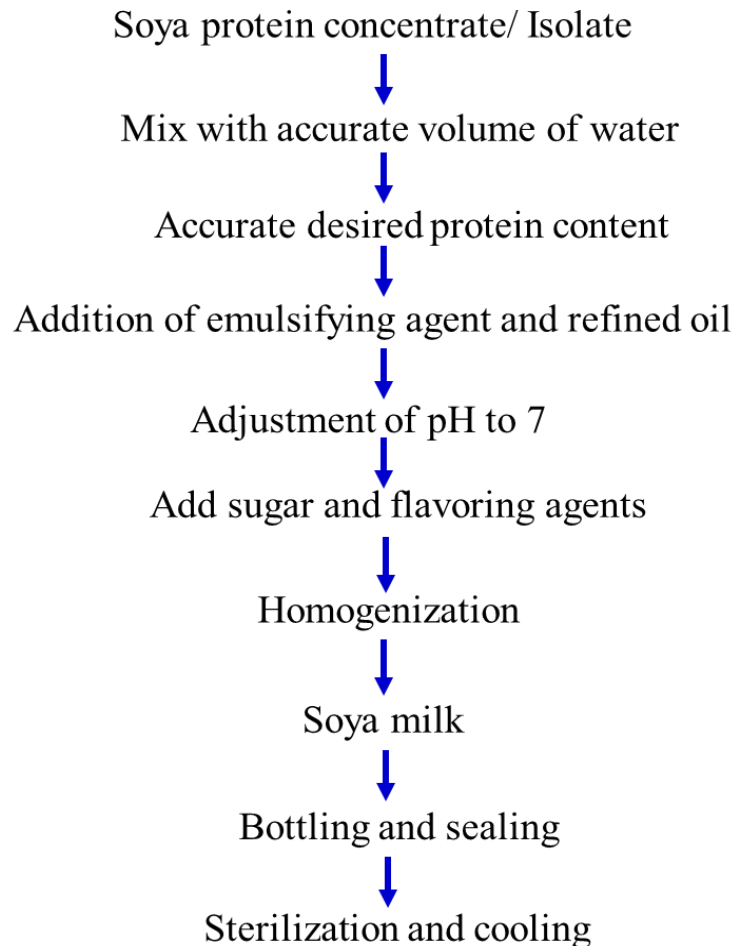 Soya protein concentrate/ Isolate
Mix with accurate volume of water
Accurate desired protein content
Addition of emulsifying agent and refined oil
Adjustment of pH to 7
Add sugar and flavoring agents
Homogenization
Soya milk
Bottling and sealing
Sterilization and cooling